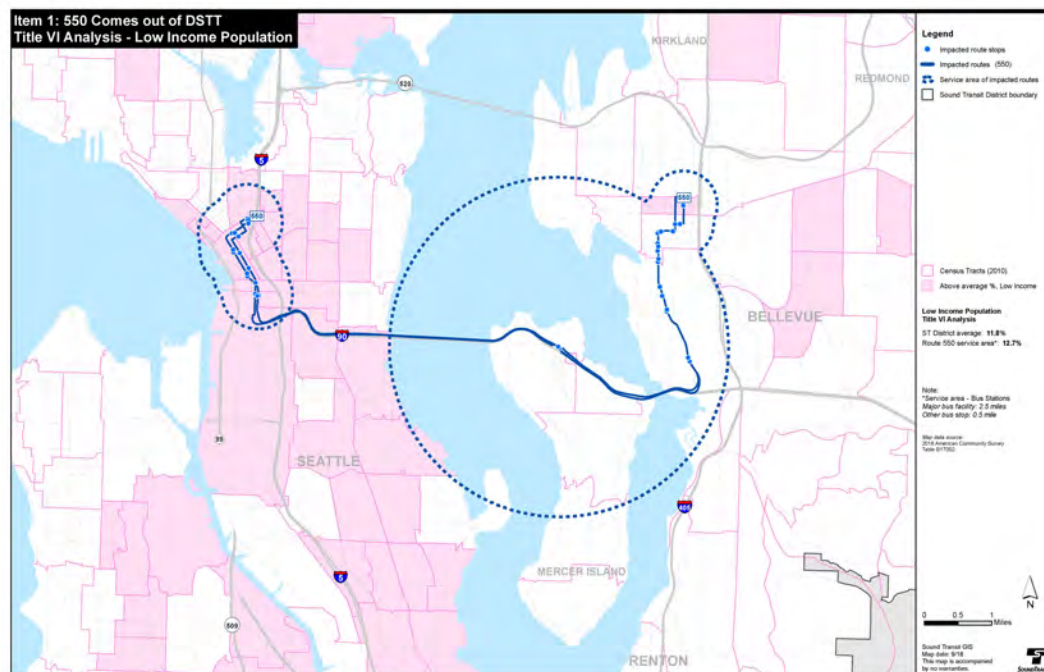 Item 1: 550 Comes out of DSTT
Title VI Analysis - Low Income Population
KIRKLAND
REDMOND
520
5
550
550
90
BELLEVUE
99
SEATTLE
405
MERCER ISLAND
5
509
RENTON
Legend
Impacted route stops
Impacted routes (550)
Service area of impacted routes
Sound Transit District boundary
Census Tracts (2010)
Above average %, Low Income
Low Income Population
Title VI Analysis
ST District average: 11.8%
Route 550 service area*: 12.7%
Note:
*Service area - Bus Stations
Major bus facility: 2.5 miles
Other bus stop: 0.5 mile
Map data source:
2016 American Community Survey
N
0 0.5 1
Miles
Sound Transit GIS
Map date: 9/18
This map is accompanied
by no warranties.